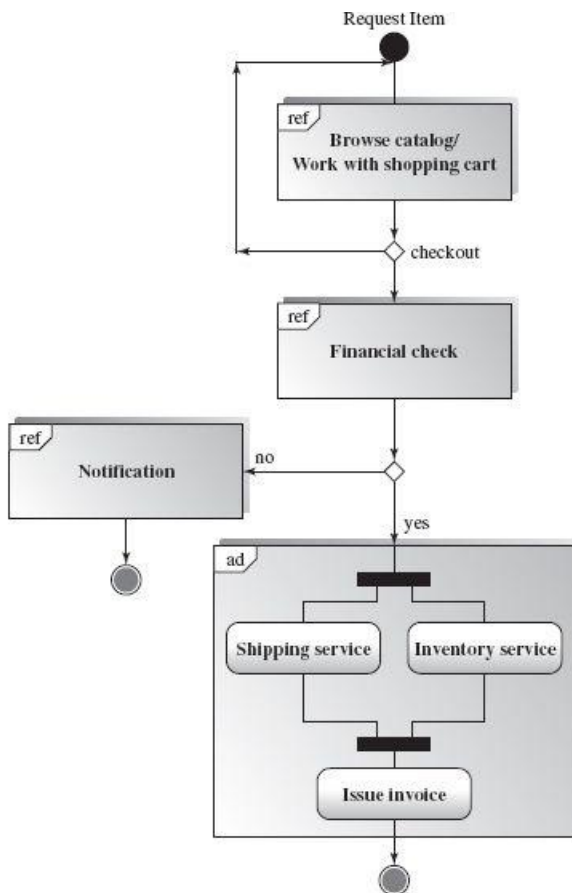 Request Item
ref
Browse catalog/
Work with shopping cart
checkout
ref
Financial check
ref
Notification
no
yes
ad
Shipping service
Inventory service
Issue invoice